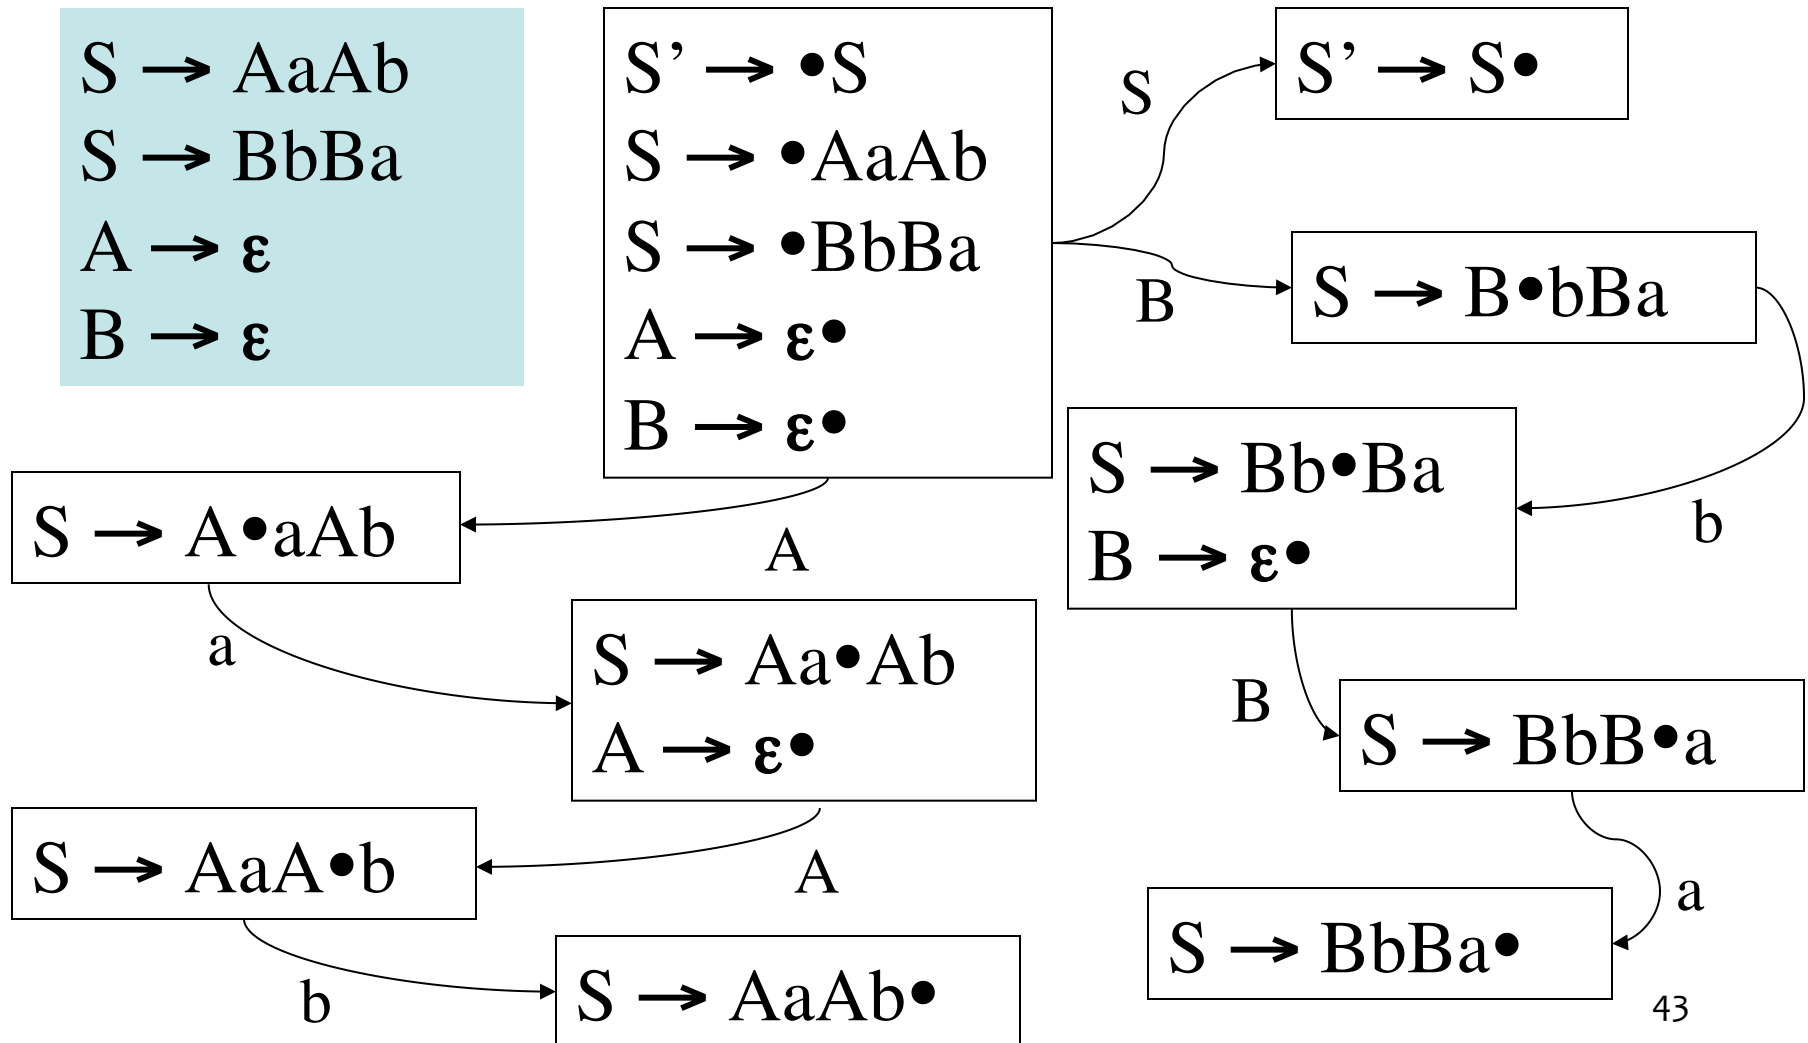 S → AaAb
S → BbBa
A → ε
B → ε
S’ → •S
S → •AaAb
S → •BbBa
A → ε•
B → ε•
S
S’ → S•
B
S → B•bBa
b
S → Bb•Ba
B → ε•
A
S → A•aAb
a
S → Aa•Ab
A → ε•
B
S → BbB•a
A
S → AaA•b
a
S → BbBa•
b
S → AaAb•
43